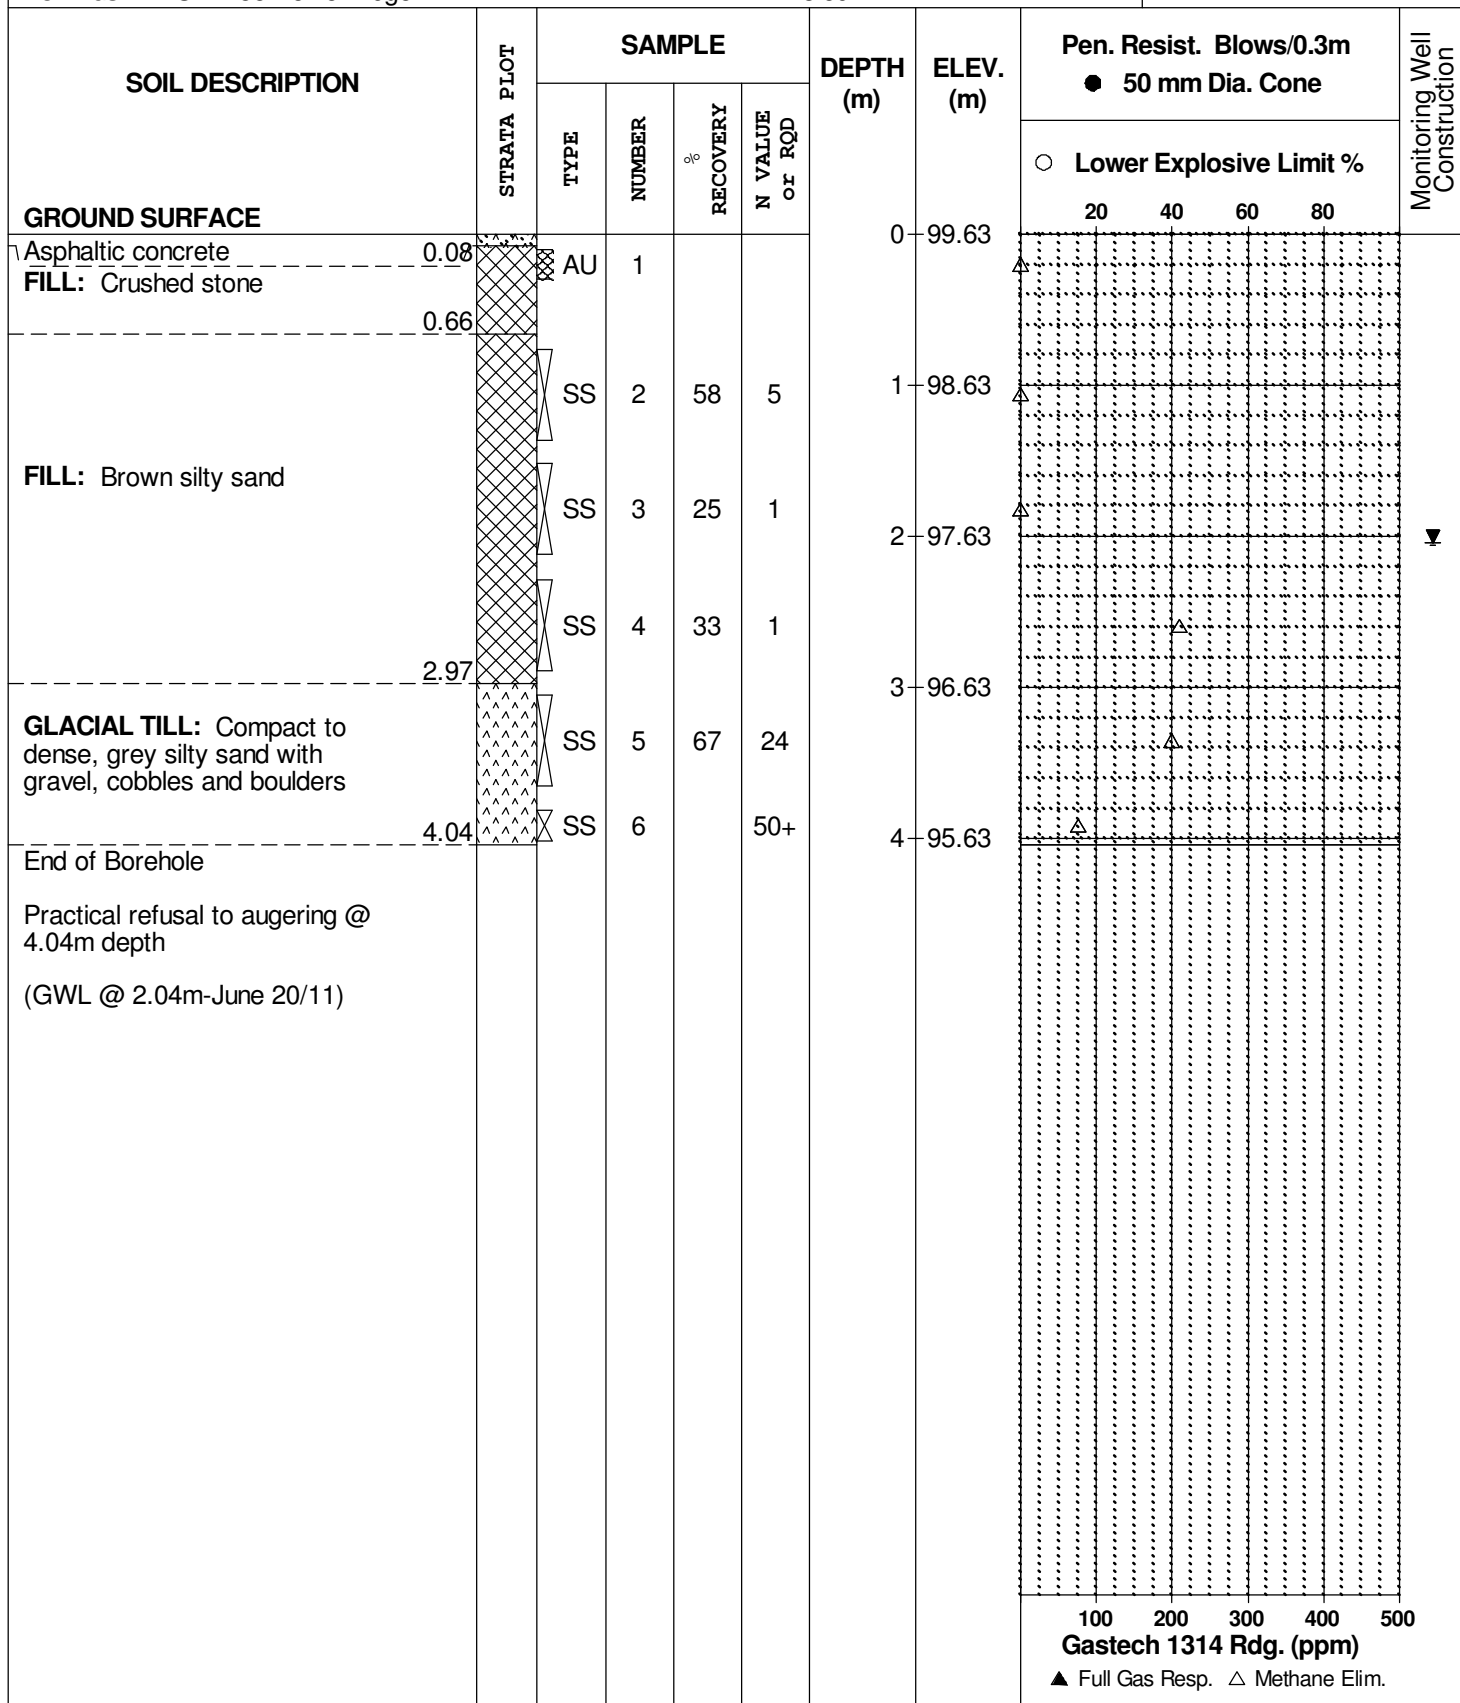 SOIL DESCRIPTION
GROUND SURFACE
STRATA PLOT
SAMPLE
TYPE
NUMBER
% RECOVERY
N VALUE or RQD
DEPTH (m)
ELEV. (m)
Pen. Resist. Blows/0.3m
● 50 mm Dia. Cone
○ Lower Explosive Limit %
20 40 60 80
Monitoring Well Construction
0 99.63
Asphaltic concrete 0.08
FILL: Crushed stone
AU 1
0.66
SS 2 58 5
1 98.63
FILL: Brown silty sand
SS 3 25 1
2 97.63
SS 4 33 1
2.97
3 96.63
GLACIAL TILL: Compact to
dense, grey silty sand with
gravel, cobbles and boulders
SS 5 67 24
4.04
SS 6 50+
4 95.63
End of Borehole
Practical refusal to augering @
4.04m depth
(GWL @ 2.04m-June 20/11)
100 200 300 400 500
Gastech 1314 Rdg. (ppm)
▲ Full Gas Resp. △ Methane Elim.